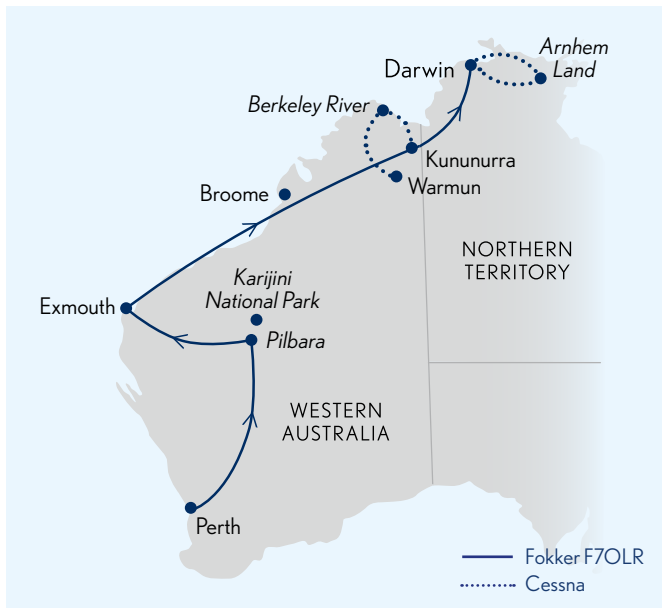 Arnhem
Land
Darwin
Berkeley River
Kununurra
Warmun
Broome
NORTHERN
TERRITORY
Karijini
National Park
Exmouth
Pilbara
WESTERN
AUSTRALIA
Perth
Fokker F70LR
Cessna